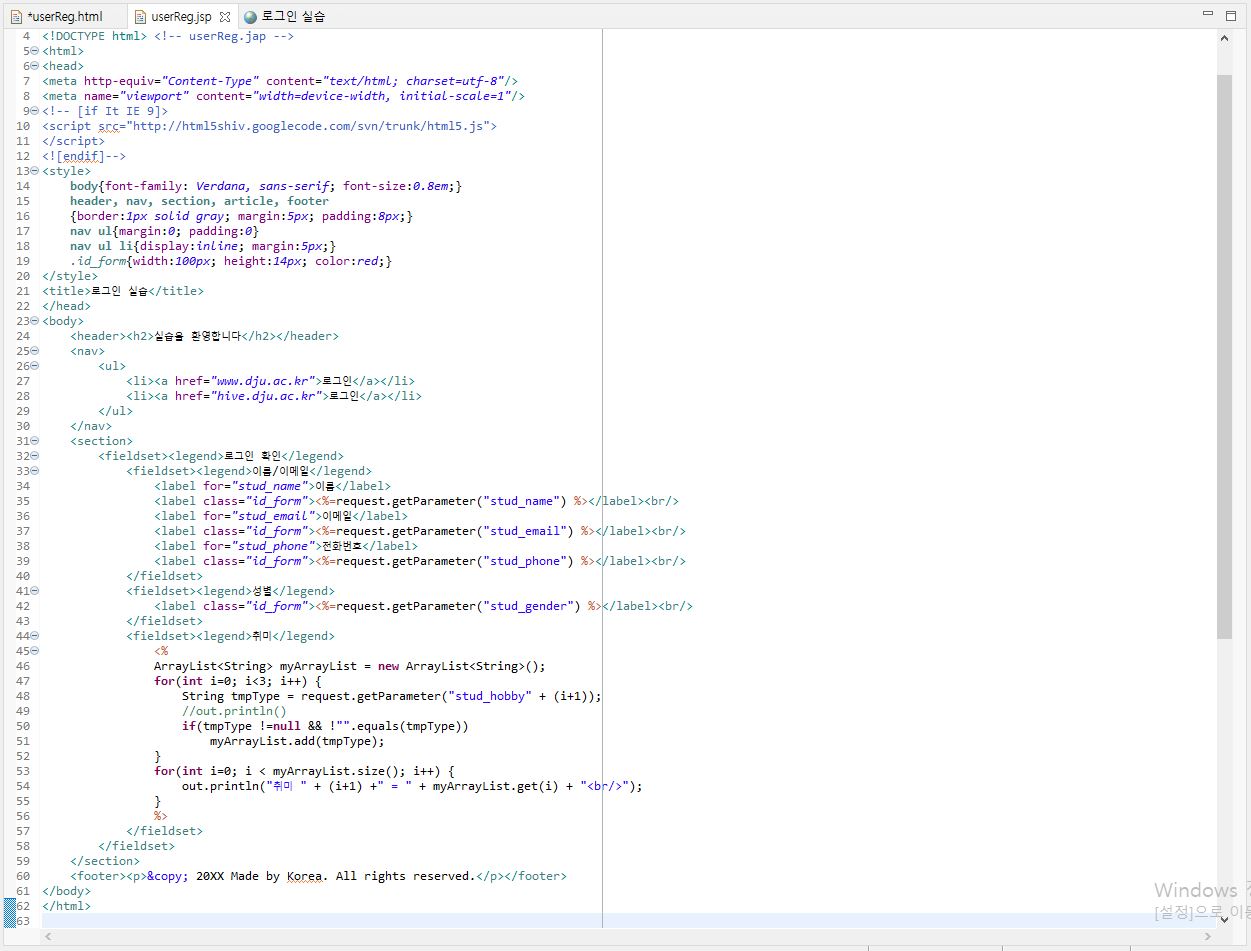 *userReg.html userReg.jsp 로그인 실습
4 <!DOCTYPE html> <!-- userReg.jap -->
5 <html>
6 <head>
7 <meta http-equiv="Content-Type" content="text/html; charset=utf-8"/>
8 <meta name="viewport" content="width=device-width, initial-scale=1"/>
9 <!-- [if It IE 9]>
10 <script src="http://html5shiv.googlecode.com/svn/trunk/html5.js">
11 </script>
12 <![endif]-->
13 <style>
14 body{font-family: Verdana, sans-serif; font-size:0.8em;}
15 header, nav, section, article, footer
16 {border:1px solid gray; margin:5px; padding:8px;}
17 nav ul{margin:0; padding:0}
18 nav ul li{display:inline; margin:5px;}
19 .id_form{width:100px; height:14px; color:red;}
20 </style>
21 <title>로그인 실습</title>
22 </head>
23 <body>
24 <header><h2>실습을 환영합니다</h2></header>
25 <nav>
26 <ul>
27 <li><a href="www.dju.ac.kr">로그인</a></li>
28 <li><a href="hive.dju.ac.kr">로그인</a></li>
29 </ul>
30 </nav>
31 <section>
32 <fieldset><legend>로그인 확인</legend>
33 <fieldset><legend>이름/이메일</legend>
34 <label for="stud_name">이름</label>
35 <label class="id_form"><%=request.getParameter("stud_name") %></label><br/>
36 <label for="stud_email">이메일</label>
37 <label class="id_form"><%=request.getParameter("stud_email") %></label><br/>
38 <label for="stud_phone">전화번호</label>
39 <label class="id_form"><%=request.getParameter("stud_phone") %></label><br/>
40 </fieldset>
41 <fieldset><legend>성별</legend>
42 <label class="id_form"><%=request.getParameter("stud_gender") %></label><br/>
43 </fieldset>
44 <fieldset><legend>취미</legend>
45 <%
46 ArrayList<String> myArrayList = new ArrayList<String>();
47 for(int i=0; i<3; i++) {
48 String tmpType = request.getParameter("stud_hobby" + (i+1));
49 //out.println()
50 if(tmpType !=null && !"".equals(tmpType))
51 myArrayList.add(tmpType);
52 }
53 for(int i=0; i < myArrayList.size(); i++) {
54 out.println("취미 " + (i+1) +" = " + myArrayList.get(i) + "<br/>");
55 }
56 %>
57 </fieldset>
58 </fieldset>
59 </section>
60 <footer><p>&copy; 20XX Made by Korea. All rights reserved.</p></footer>
61 </body>
62 </html>
63
Windows
[설정]으로